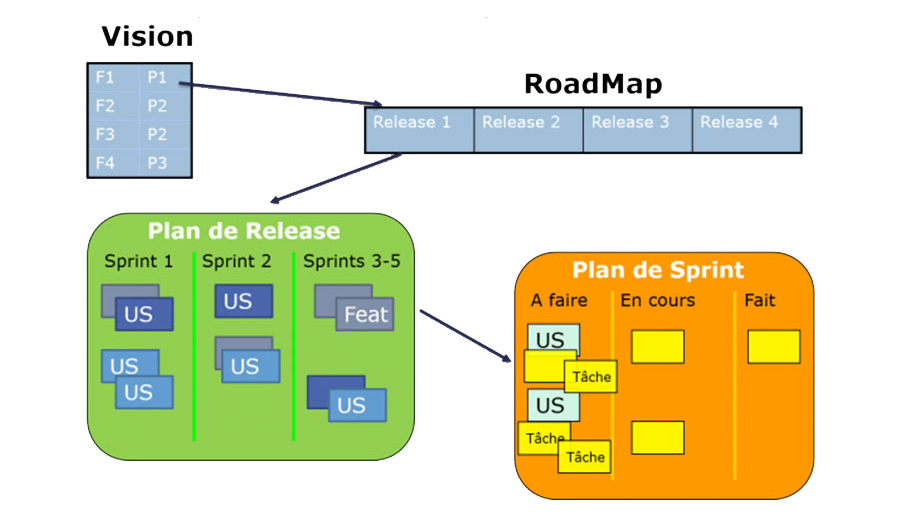 Vision
F1 P1
F2 P2
F3 P2
F4 P3
RoadMap
Release 1 Release 2 Release 3 Release 4
Plan de Release
Sprint 1 Sprint 2 Sprints 3-5
US US Feat
US US
US US
Plan de Sprint
A faire En cours Fait
US
Tâche
US
Tâche
Tâche